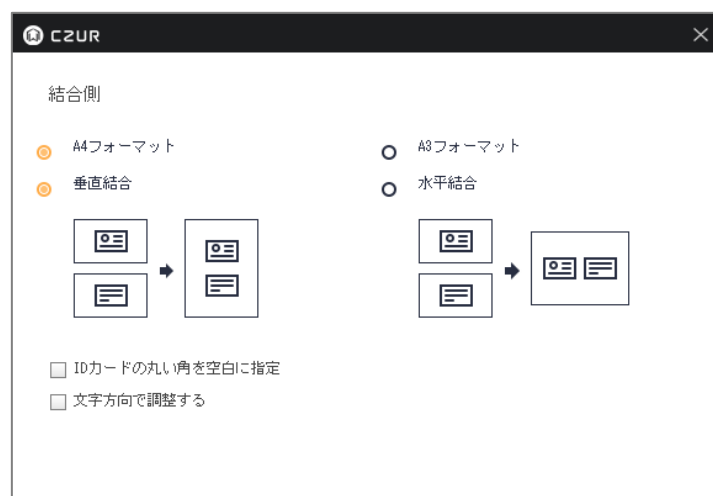 CZUR
結合側
A4フォーマット
A3フォーマット
垂直結合
水平結合
IDカードの丸い角を空白に指定
文字方向で調整する